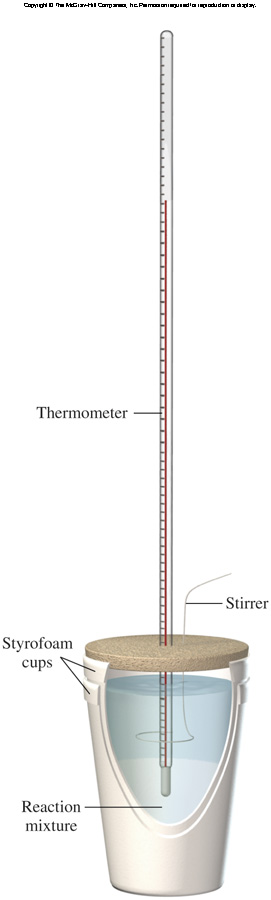 Copyright © The McGraw-Hill Companies, Inc. Permission required for reproduction or display.
Thermometer
Stirrer
Styrofoam
cups
Reaction
mixture